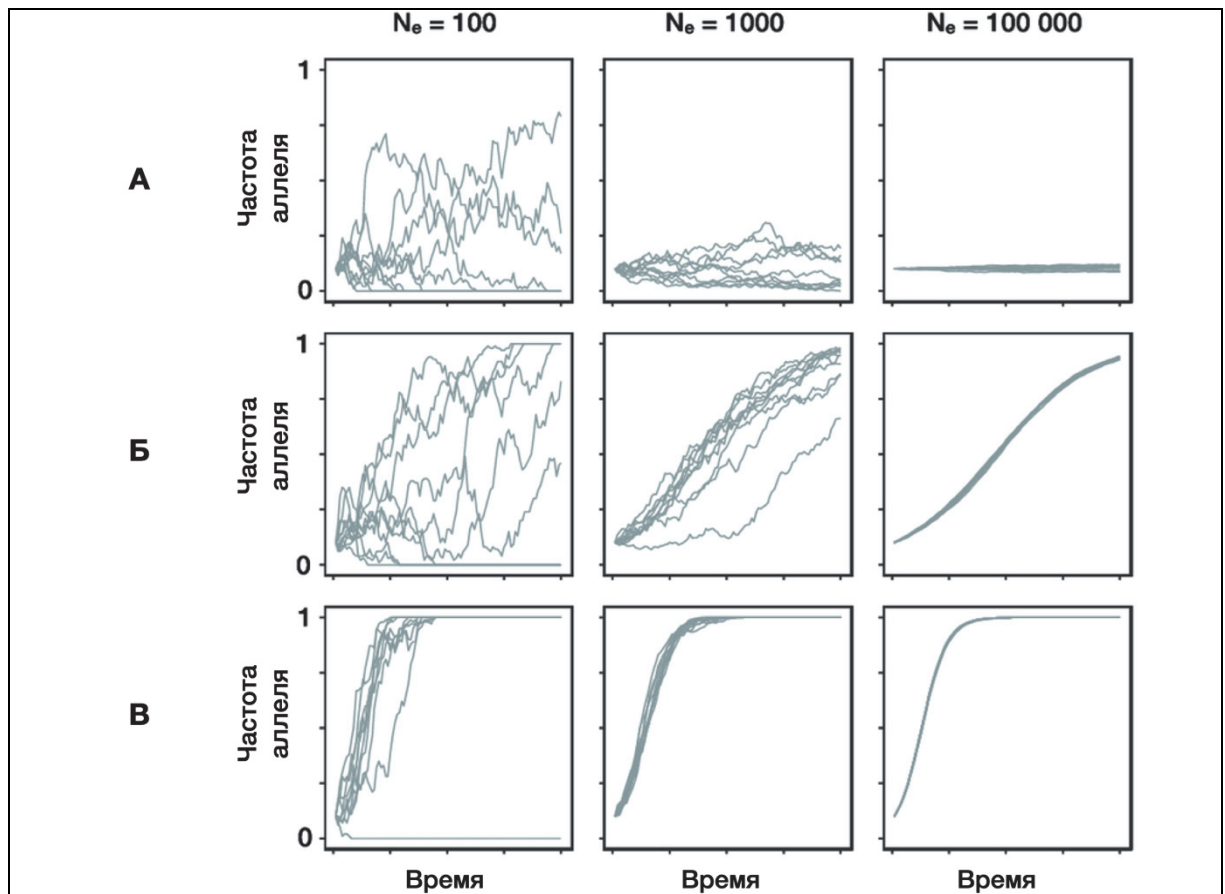 Nₑ = 100
Nₑ = 1000
Nₑ = 100 000
А
Частота
аллеля
1
0
Б
Частота
аллеля
1
0
В
Частота
аллеля
1
0
Время
Время
Время